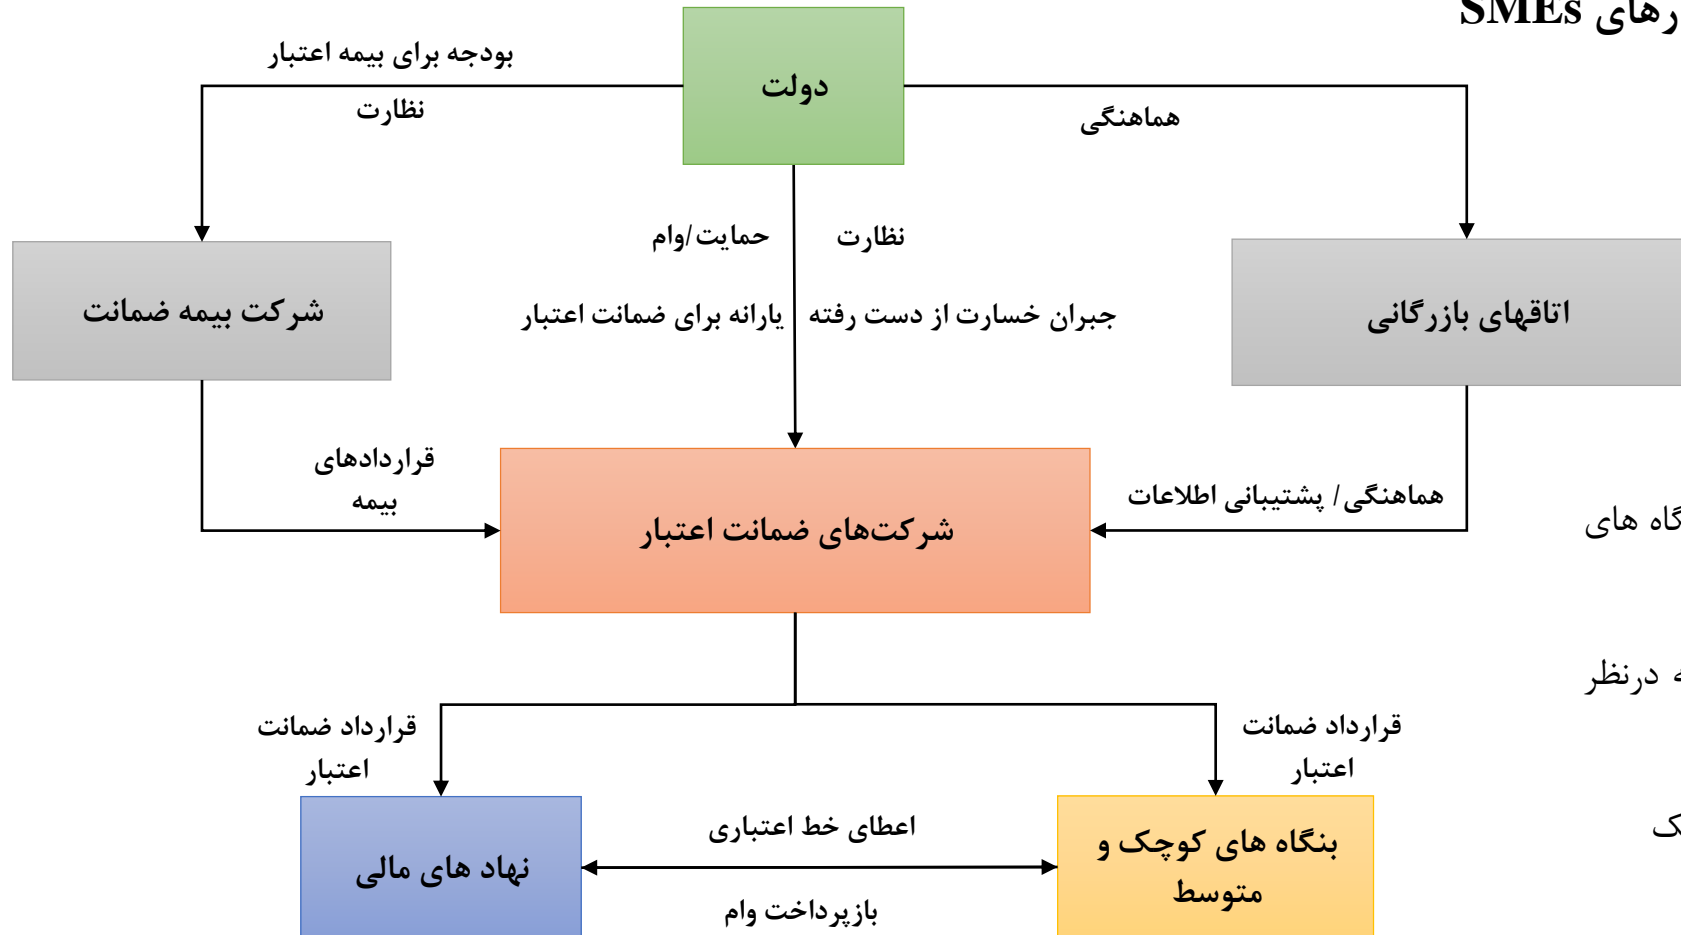 SMEs
دولت
بودجه برای بیمه اعتبار
نظارت
هماهنگی
حمایت/وام
نظارت
یارانه برای ضمانت اعتبار
جبران خسارت از دست رفته
شرکت بیمه ضمانت
اتاقهای بازرگانی
قراردادهای
بیمه
هماهنگی/ پشتیبانی اطلاعات
شرکت‌های ضمانت اعتبار
های
درنظر
قرارداد ضمانت
اعتبار
قرارداد ضمانت
اعتبار
اعطای خط اعتباری
بازپرداخت وام
نهاد های مالی
بنگاه های کوچک و
متوسط